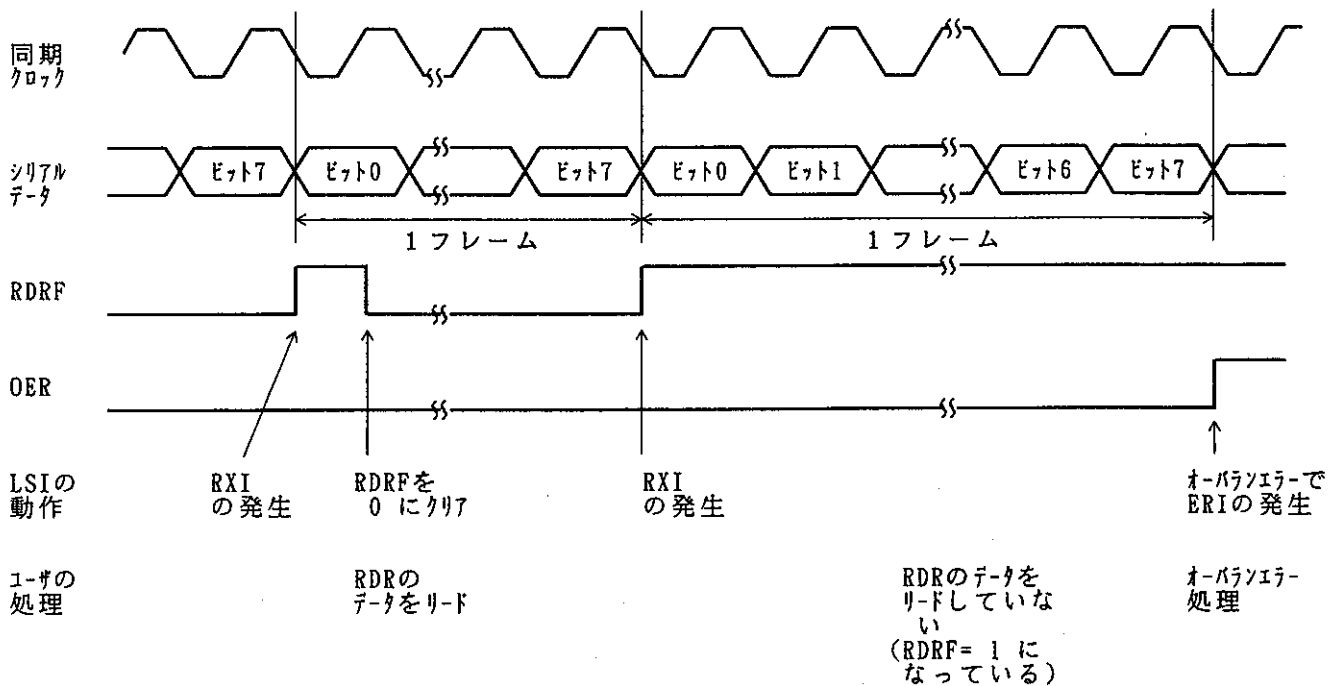 同期
クロック
シリアル
データ
ビット7
ビット0
ビット7
ビット0
ビット1
ビット6
ビット7
1フレーム
1フレーム
RDRF
OER
LSIの
動作
RXI
の発生
RDRFを
0 にクリア
RXI
の発生
オーバランエラーで
ERIの発生
ユーザの
処理
RDRの
データをリード
RDRのデータを
リードしていな
い
(RDRF= 1 に
なっている)
オーバランエラー
処理